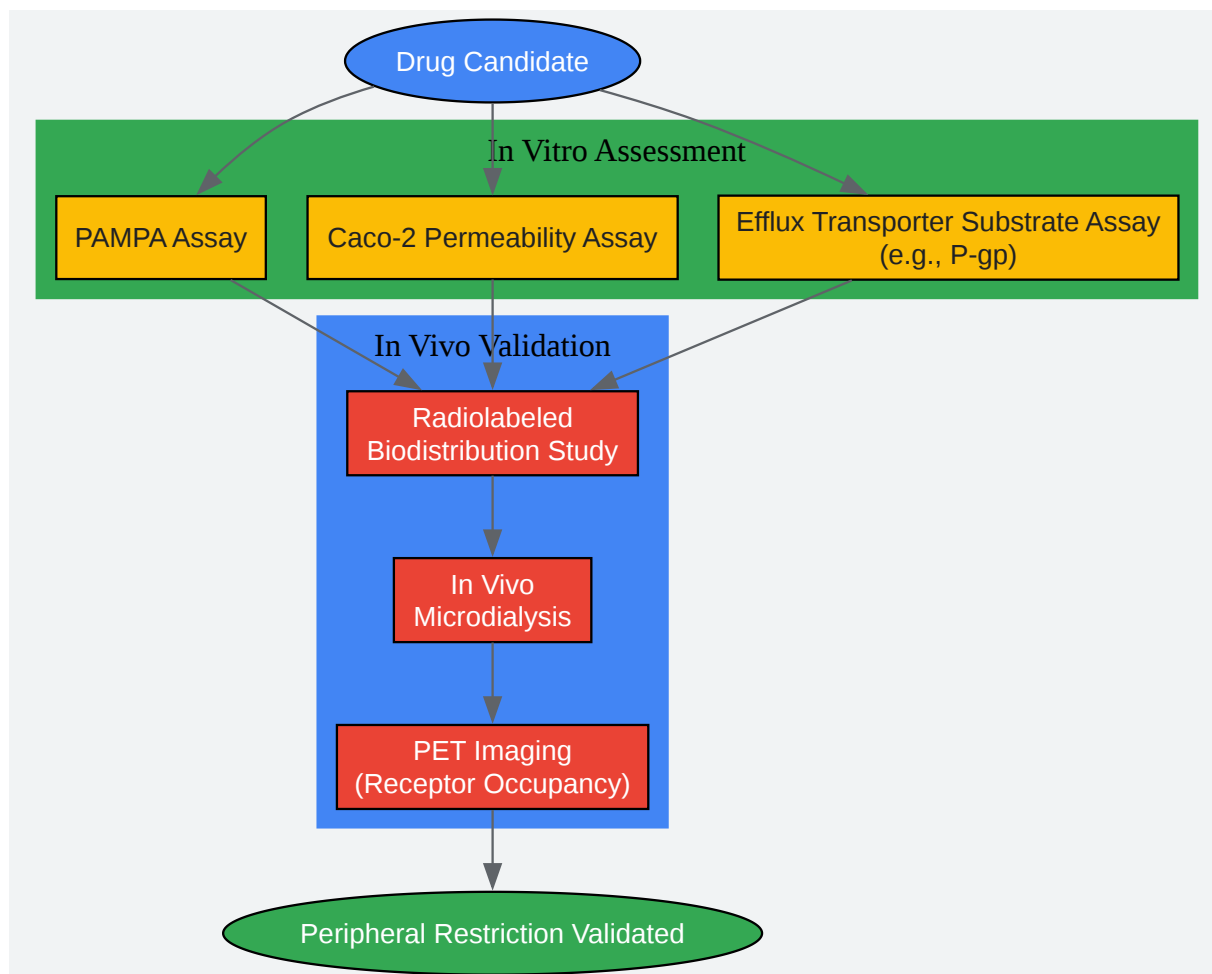 Drug Candidate
In Vitro Assessment
PAMPA Assay
Caco-2 Permeability Assay
Efflux Transporter Substrate Assay
(e.g., P-gp)
In Vivo Validation
Radiolabeled
Biodistribution Study
In Vivo
Microdialysis
PET Imaging
(Receptor Occupancy)
Peripheral Restriction Validated